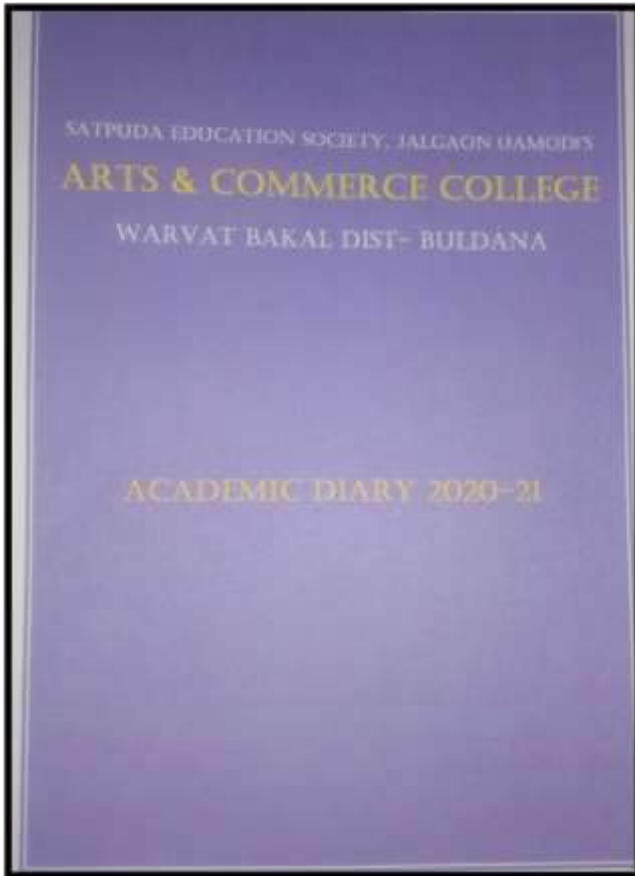 SATPUDA EDUCATION SOCIETY, JALGAON (JAMOD)'S
ARTS & COMMERCE COLLEGE
WARVAT BAKAL DIST- BULDANA
ACADEMIC DIARY 2020-21